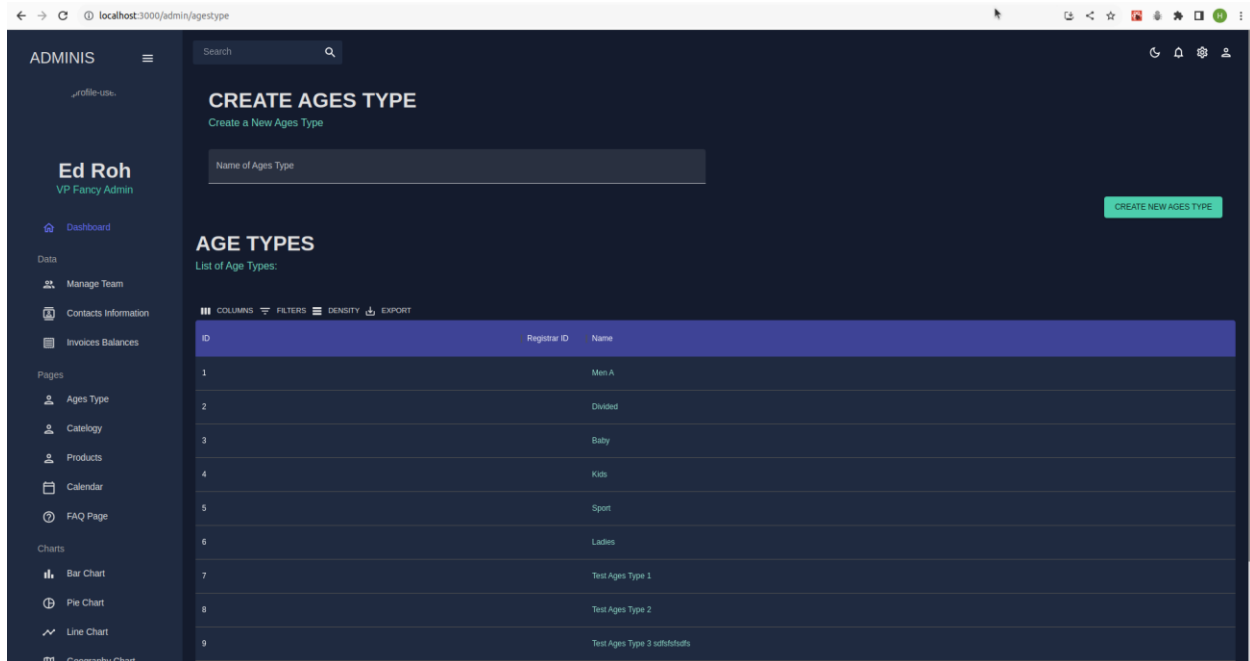 localhost:3000/admin/agestype
H
ADMINIS
Search
Ed Roh
VP Fancy Admin
Dashboard
Data
Manage Team
Contacts Information
Invoices Balances
Pages
Ages Type
Catelogy
Products
Calendar
FAQ Page
Charts
Bar Chart
Pie Chart
Line Chart
Geography Chart
CREATE AGES TYPE
Create a New Ages Type
Name of Ages Type
CREATE NEW AGES TYPE
AGE TYPES
List of Age Types:
COLUMNS FILTERS DENSITY EXPORT
ID Registrar ID Name
1 Men A
2 Divided
3 Baby
4 Kids
5 Sport
6 Ladies
7 Test Ages Type 1
8 Test Ages Type 2
9 Test Ages Type 3